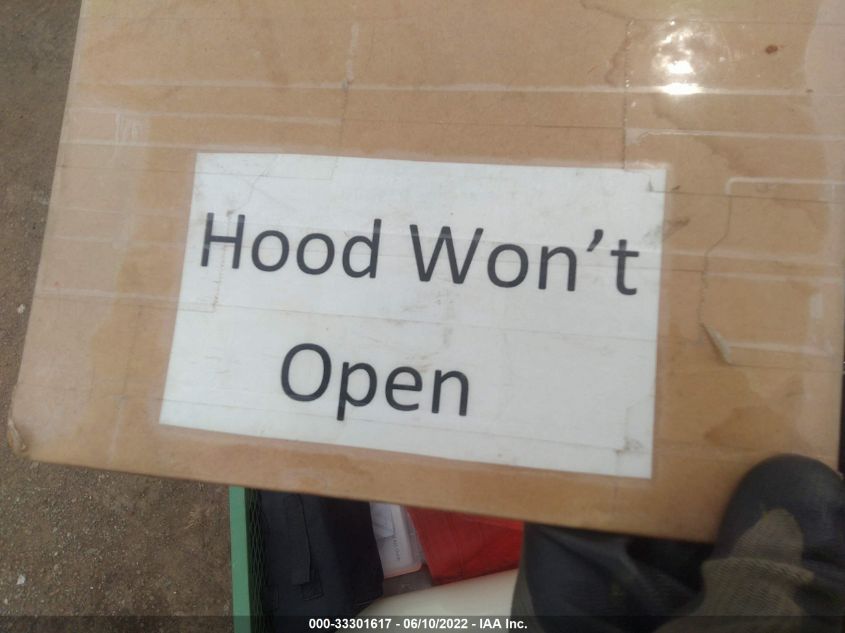 Hood Won't
Open
000-33301617 - 06/10/2022 - IAA Inc.